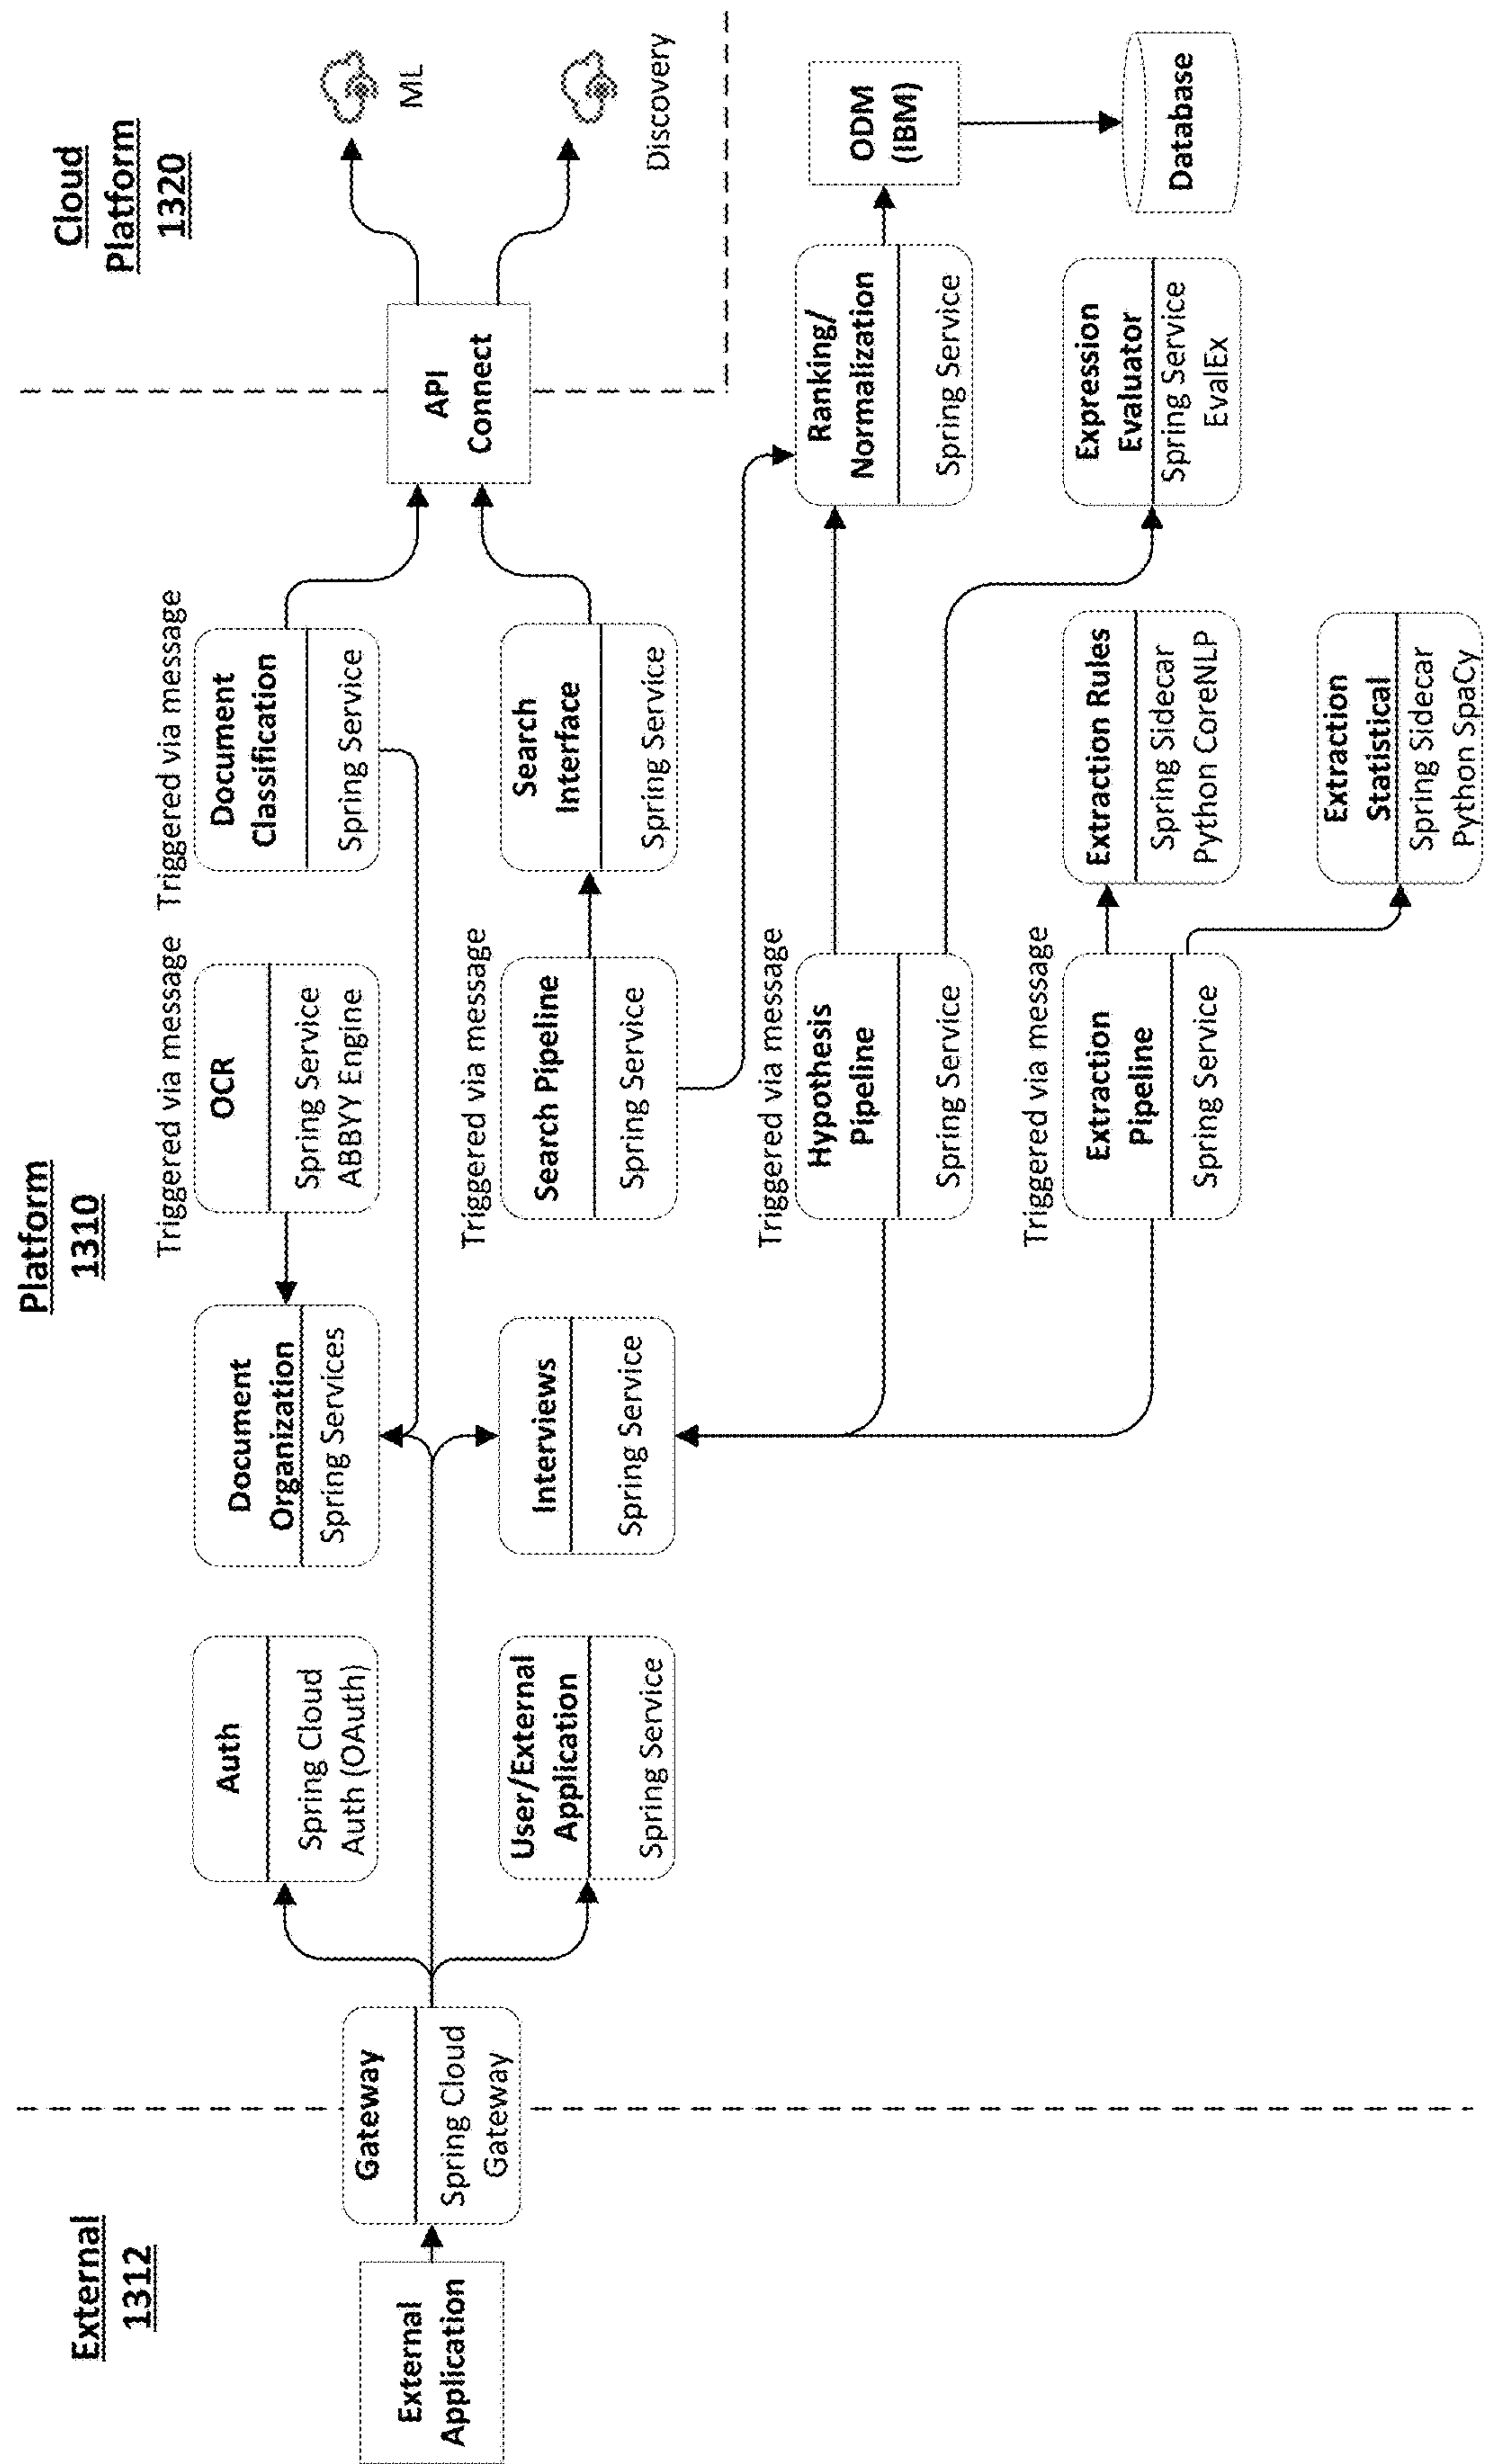 External
1312
Platform
1310
Cloud
Platform
1320
External
Application
Gateway
Spring Cloud
Gateway
Auth
Spring Cloud
Auth (OAuth)
User/External
Application
Spring Service
Document
Organization
Spring Services
Interviews
Spring Service
Triggered via message
OCR
Spring Service
ABBYY Engine
Triggered via message
Document
Classification
Spring Service
Triggered via message
Search Pipeline
Spring Service
Search
Interface
Spring Service
API
Connect
ML
Discovery
Triggered via message
Hypothesis
Pipeline
Spring Service
Ranking/
Normalization
Spring Service
ODM
(IBM)
Database
Expression
Evaluator
Spring Service
EvalEx
Triggered via message
Extraction
Pipeline
Spring Service
Extraction Rules
Spring Sidecar
Python CoreNLP
Extraction
Statistical
Spring Sidecar
Python SpaCy